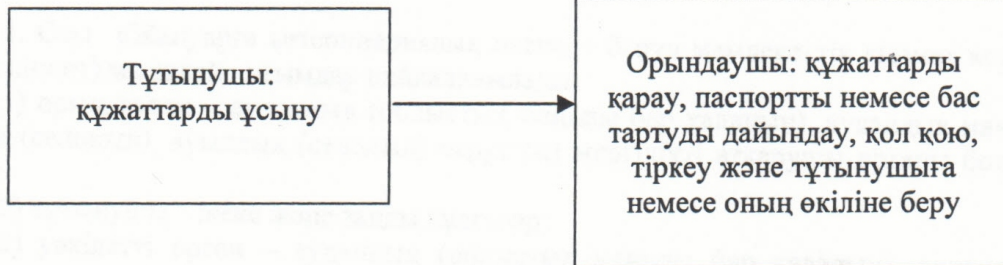 Тұтынушы:
құжаттарды ұсыну
Орындаушы: құжаттарды
қарау, паспортты немесе бас
тартуды дайындау, қол қою,
тіркеу және тұтынушыға
немесе оның өкіліне беру